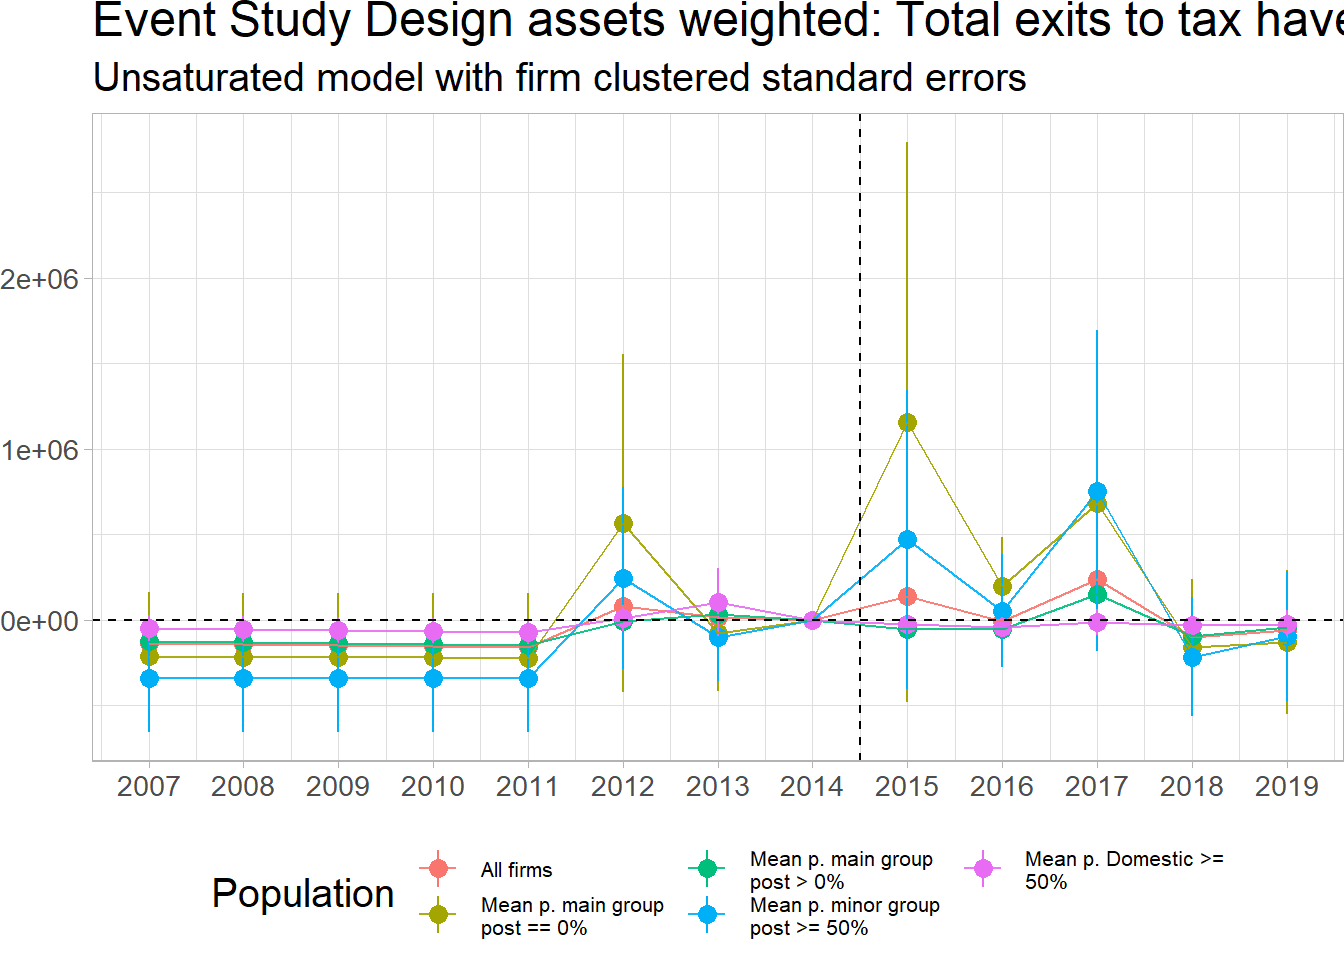 Event Study Design assets weighted: Total exits to tax have
Unsaturated model with firm clustered standard errors
2e+06
1e+06
0e+00
2007 2008 2009 2010 2011 2012 2013 2014 2015 2016 2017 2018 2019
Population
All firms
Mean p. main group
post == 0%
Mean p. main group
post > 0%
Mean p. minor group
post >= 50%
Mean p. Domestic >=
50%